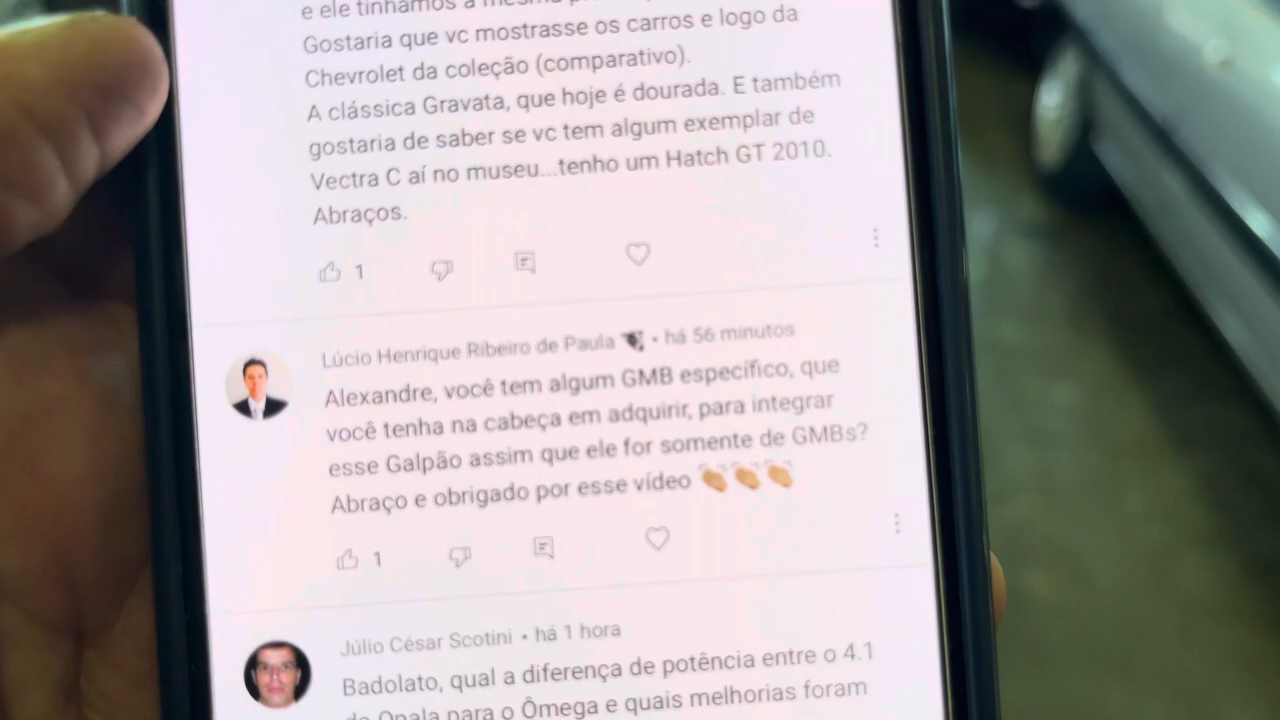 e ele tínhamos a mesma
Gostaria que vc mostrasse os carros e logo da
Chevrolet da coleção (comparativo).
A clássica Gravata, que hoje é dourada. E também
gostaria de saber se vc tem algum exemplar de
Vectra C aí no museu...tenho um Hatch GT 2010.
Abraços.
1
Lúcio Henrique Ribeiro de Paula • há 56 minutos
Alexandre, você tem algum GMB específico, que
você tenha na cabeça em adquirir, para integrar
esse Galpão assim que ele for somente de GMBs?
Abraço e obrigado por esse vídeo 👏👏👏
1
Júlio César Scotini • há 1 hora
Badolato, qual a diferença de potência entre o 4.1
do Opala para o Ômega e quais melhorias foram